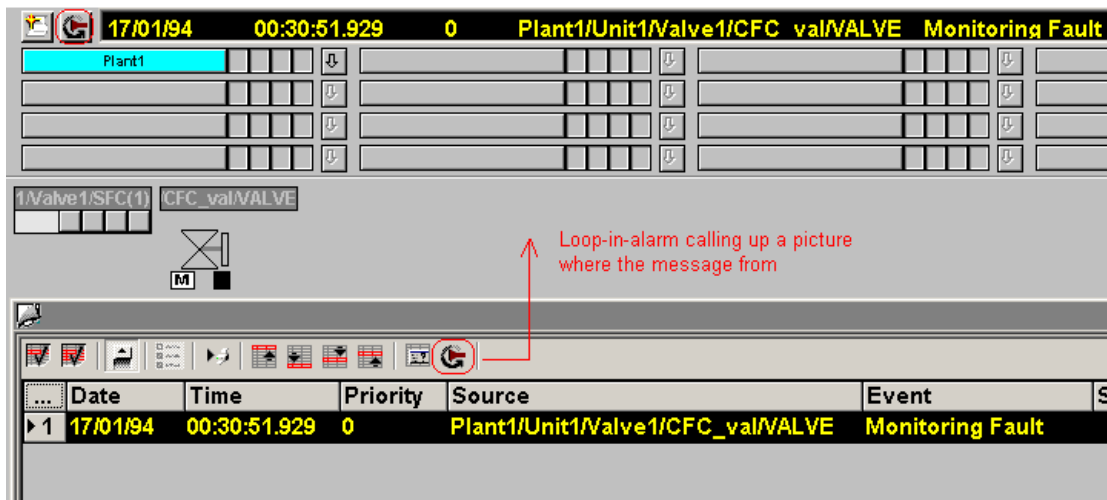 17/01/94 00:30:51.929 0 Plant1/Unit1/Valve1/CFC_val/VALVE Monitoring Fault
Plant1
1/Valve1/SFC(1) /CFC_val/VALVE
Loop-in-alarm calling up a picture
where the message from
M
... Date Time Priority Source Event S
1 17/01/94 00:30:51.929 0 Plant1/Unit1/Valve1/CFC_val/VALVE Monitoring Fault